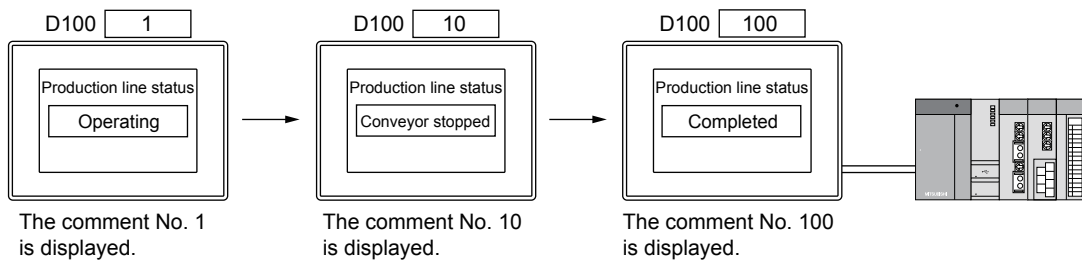 D100 1
D100 10
D100 100
Production line status
Operating
Production line status
Conveyor stopped
Production line status
Completed
MITSUBISHI
The comment No. 1
is displayed.
The comment No. 10
is displayed.
The comment No. 100
is displayed.